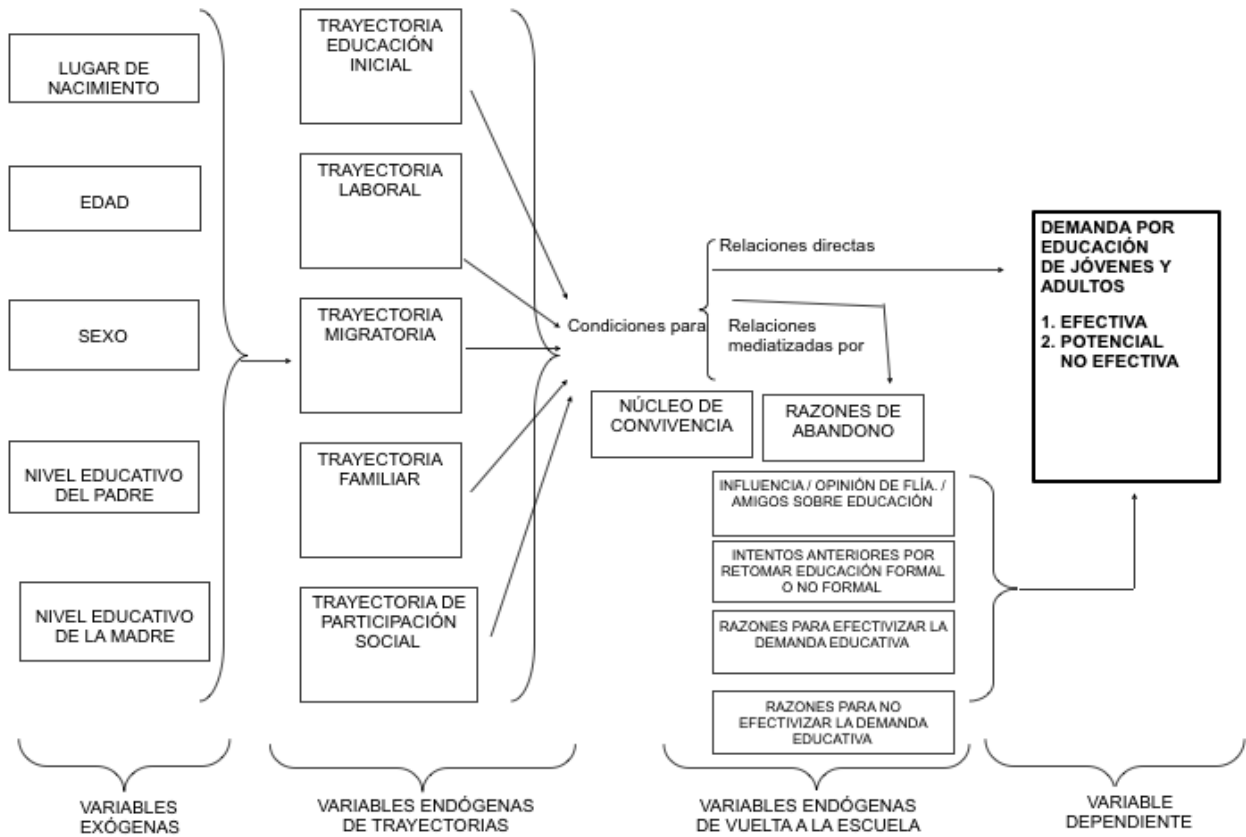 LUGAR DE
NACIMIENTO
EDAD
SEXO
NIVEL EDUCATIVO
DEL PADRE
NIVEL EDUCATIVO
DE LA MADRE
VARIABLES
EXÓGENAS
TRAYECTORIA
EDUCACIÓN
INICIAL
TRAYECTORIA
LABORAL
TRAYECTORIA
MIGRATORIA
TRAYECTORIA
FAMILIAR
TRAYECTORIA DE
PARTICIPACIÓN
SOCIAL
VARIABLES ENDÓGENAS
DE TRAYECTORIAS
Condiciones para
Relaciones directas
Relaciones
mediatizadas por
NÚCLEO DE
CONVIVENCIA
RAZONES DE
ABANDONO
INFLUENCIA / OPINIÓN DE FLÍA. /
AMIGOS SOBRE EDUCACIÓN
INTENTOS ANTERIORES POR
RETOMAR EDUCACIÓN FORMAL
O NO FORMAL
RAZONES PARA EFECTIVIZAR LA
DEMANDA EDUCATIVA
RAZONES PARA NO
EFECTIVIZAR LA DEMANDA
EDUCATIVA
VARIABLES ENDÓGENAS
DE VUELTA A LA ESCUELA
DEMANDA POR
EDUCACIÓN
DE JÓVENES Y
ADULTOS
1. EFECTIVA
2. POTENCIAL
NO EFECTIVA
VARIABLE
DEPENDIENTE